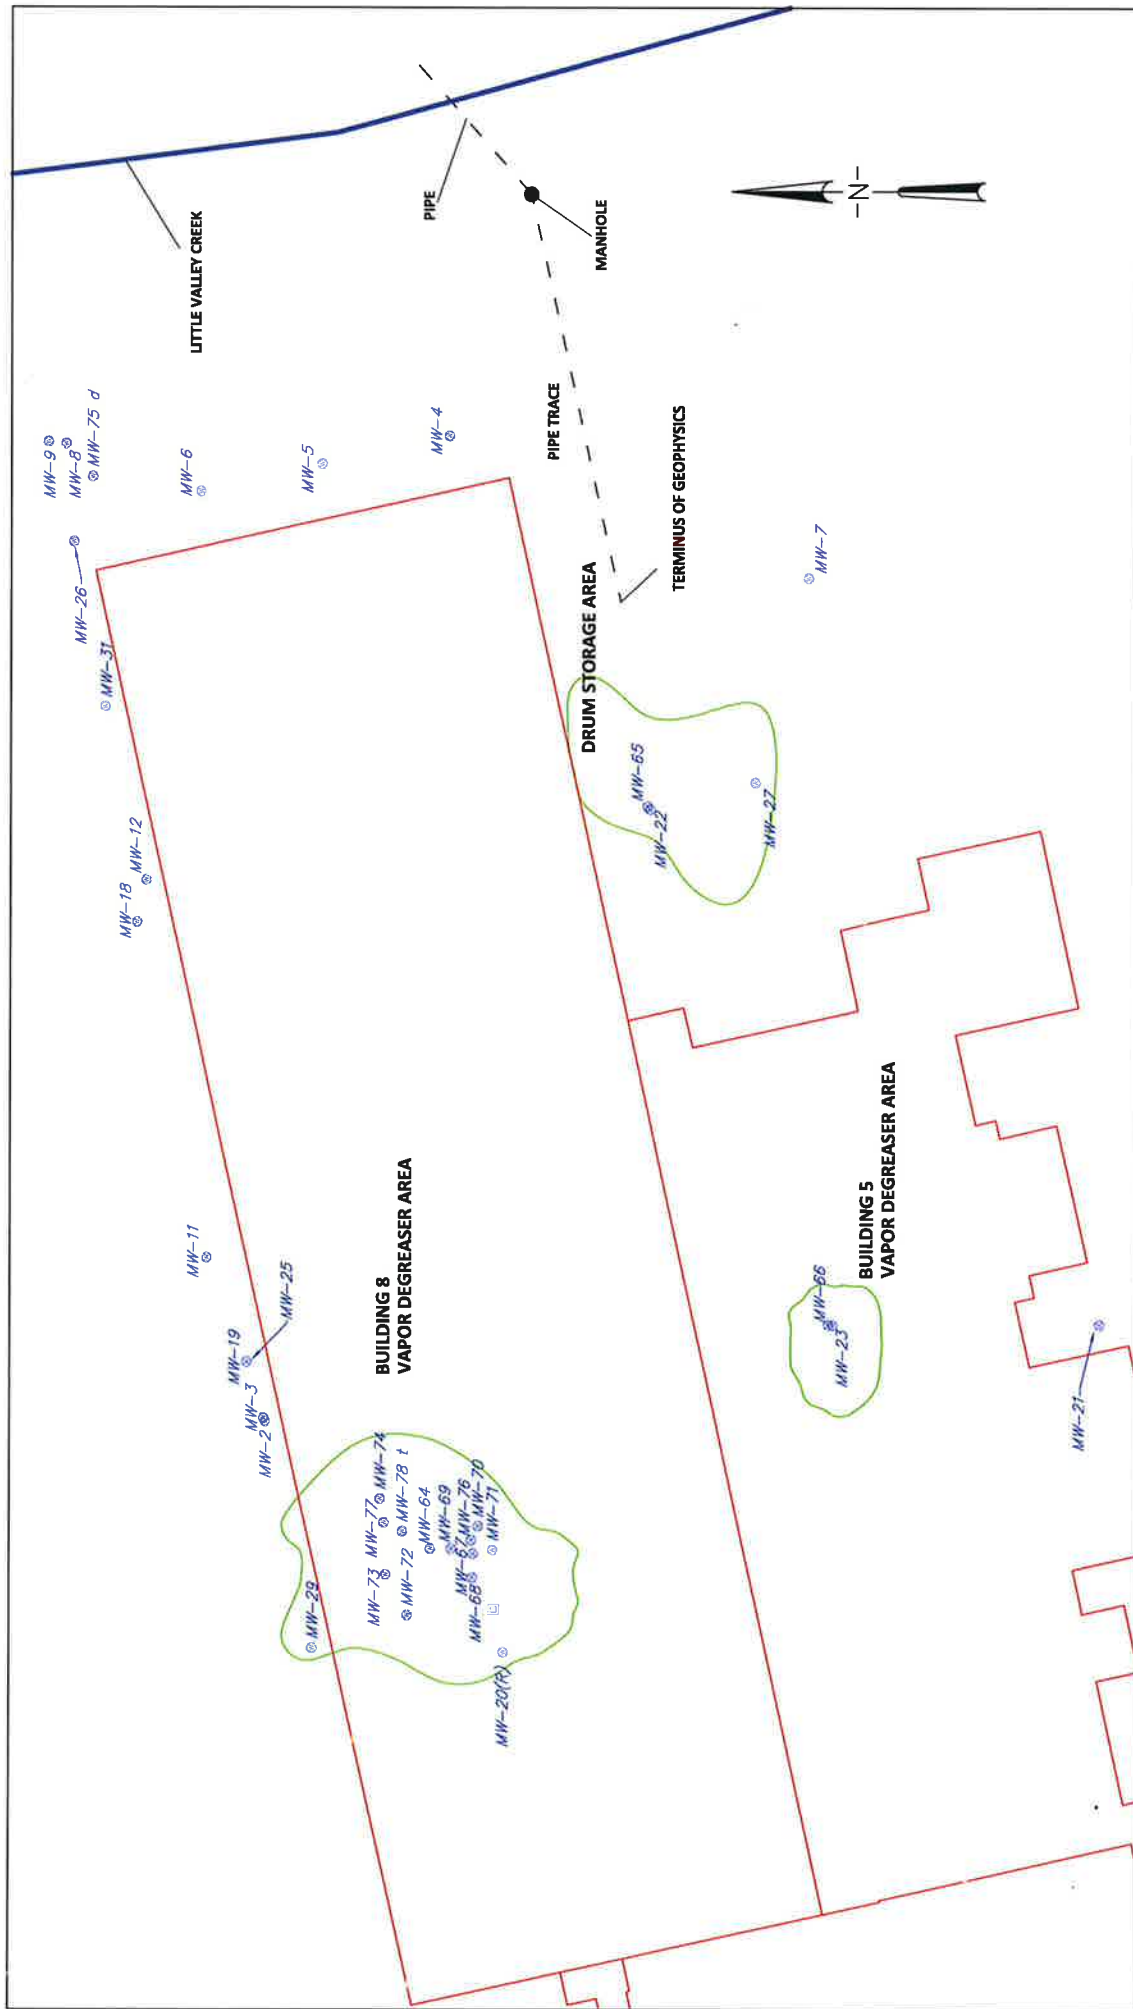 MW-9
MW-8
MW-75 d
MW-26
MW-31
MW-6
MW-5
MW-4
LITTLE VALLEY CREEK
PIPE
MANHOLE
-N-
PIPE TRACE
TERMINUS OF GEOPHYSICS
MW-7
MW-18
MW-12
DRUM STORAGE AREA
MW-65
MW-22
MW-27
MW-11
MW-19
MW-25
MW-3
MW-2
BUILDING 8
VAPOR DEGREASER AREA
MW-29
MW-73
MW-77
MW-74
MW-72
MW-78 t
MW-64
MW-69
MW-67
MW-76
MW-70
MW-68
MW-71
MW-20(R)
C
BUILDING 5
VAPOR DEGREASER AREA
MW-66
MW-23
MW-21